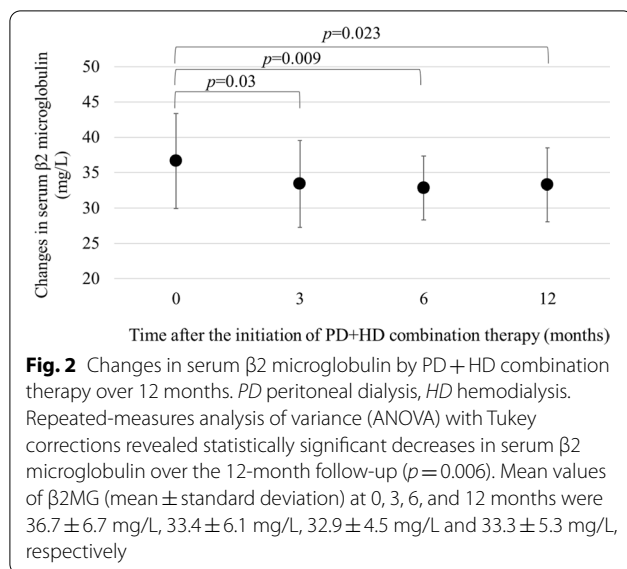 p=0.023
p=0.009
p=0.03
Changes in serum β2 microglobulin
(mg/L)
50
45
40
35
30
25
20
0 3 6 12
Time after the initiation of PD+HD combination therapy (months)
Fig. 2 Changes in serum β2 microglobulin by PD + HD combination
therapy over 12 months. PD peritoneal dialysis, HD hemodialysis.
Repeated-measures analysis of variance (ANOVA) with Tukey
corrections revealed statistically significant decreases in serum β2
microglobulin over the 12-month follow-up (p = 0.006). Mean values
of β2MG (mean ± standard deviation) at 0, 3, 6, and 12 months were
36.7 ± 6.7 mg/L, 33.4 ± 6.1 mg/L, 32.9 ± 4.5 mg/L and 33.3 ± 5.3 mg/L,
respectively